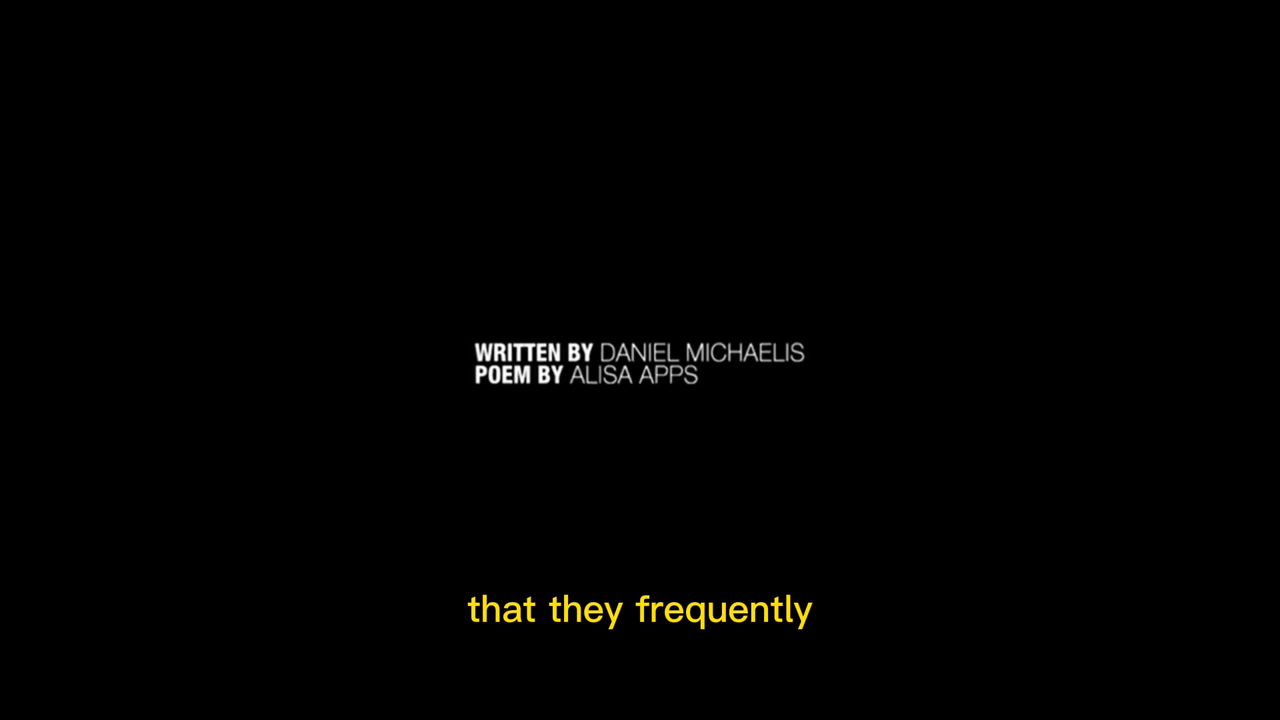 WRITTEN BY DANIEL MICHAELIS
POEM BY ALISA APPS
that they frequently